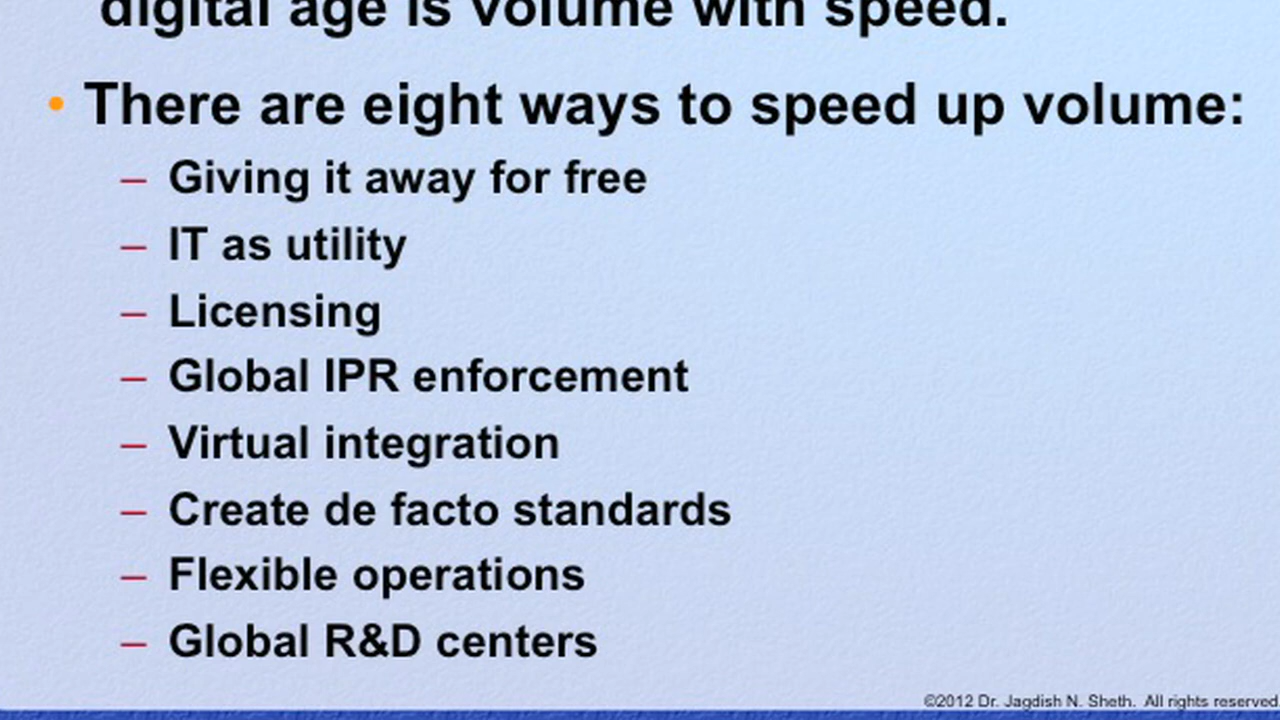 digital age is volume with speed.
• There are eight ways to speed up volume:
– Giving it away for free
– IT as utility
– Licensing
– Global IPR enforcement
– Virtual integration
– Create de facto standards
– Flexible operations
– Global R&D centers
©2012 Dr. Jagdish N. Sheth. All rights reserved